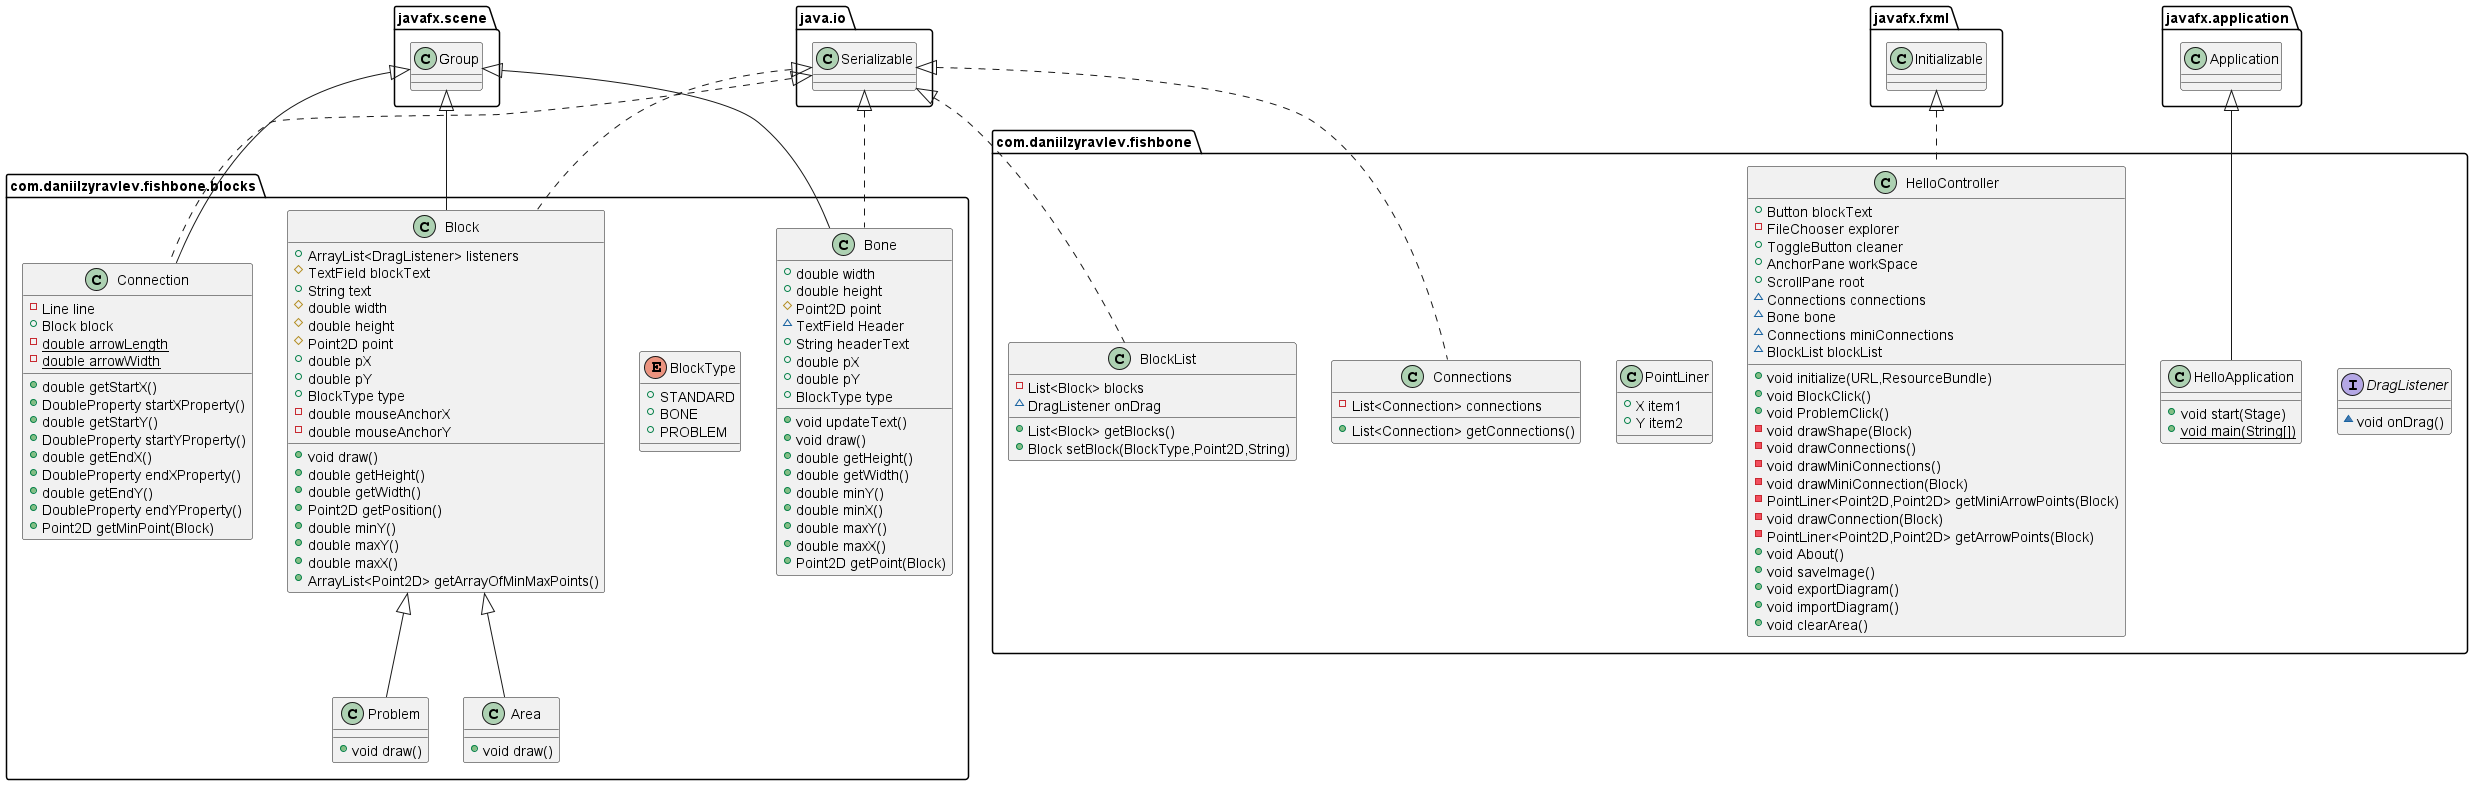 javafx.scene
C Group
java.io
C Serializable
javafx.fxml
C Initializable
javafx.application
C Application
com.daniilzyravlev.fishbone.blocks
C Connection
Line line
Block block
double arrowLength
double arrowWidth
double getStartX()
DoubleProperty startXProperty()
double getStartY()
DoubleProperty startYProperty()
double getEndX()
DoubleProperty endXProperty()
double getEndY()
DoubleProperty endYProperty()
Point2D getMinPoint(Block)
C Block
ArrayList<DragListener> listeners
TextField blockText
String text
double width
double height
Point2D point
double pX
double pY
BlockType type
double mouseAnchorX
double mouseAnchorY
void draw()
double getHeight()
double getWidth()
Point2D getPosition()
double minY()
double maxY()
double maxX()
ArrayList<Point2D> getArrayOfMinMaxPoints()
E BlockType
STANDARD
BONE
PROBLEM
C Bone
double width
double height
Point2D point
TextField Header
String headerText
double pX
double pY
BlockType type
void updateText()
void draw()
double getHeight()
double getWidth()
double minY()
double minX()
double maxY()
double maxX()
Point2D getPoint(Block)
C Problem
void draw()
C Area
void draw()
com.daniilzyravlev.fishbone
C BlockList
List<Block> blocks
DragListener onDrag
List<Block> getBlocks()
Block setBlock(BlockType,Point2D,String)
C Connections
List<Connection> connections
List<Connection> getConnections()
C PointLiner
X item1
Y item2
C HelloController
Button blockText
FileChooser explorer
ToggleButton cleaner
AnchorPane workSpace
ScrollPane root
Connections connections
Bone bone
Connections miniConnections
BlockList blockList
void initialize(URL,ResourceBundle)
void BlockClick()
void ProblemClick()
void drawShape(Block)
void drawConnections()
void drawMiniConnections()
void drawMiniConnection(Block)
PointLiner<Point2D,Point2D> getMiniArrowPoints(Block)
void drawConnection(Block)
PointLiner<Point2D,Point2D> getArrowPoints(Block)
void About()
void saveImage()
void exportDiagram()
void importDiagram()
void clearArea()
C HelloApplication
void start(Stage)
void main(String[])
I DragListener
void onDrag()